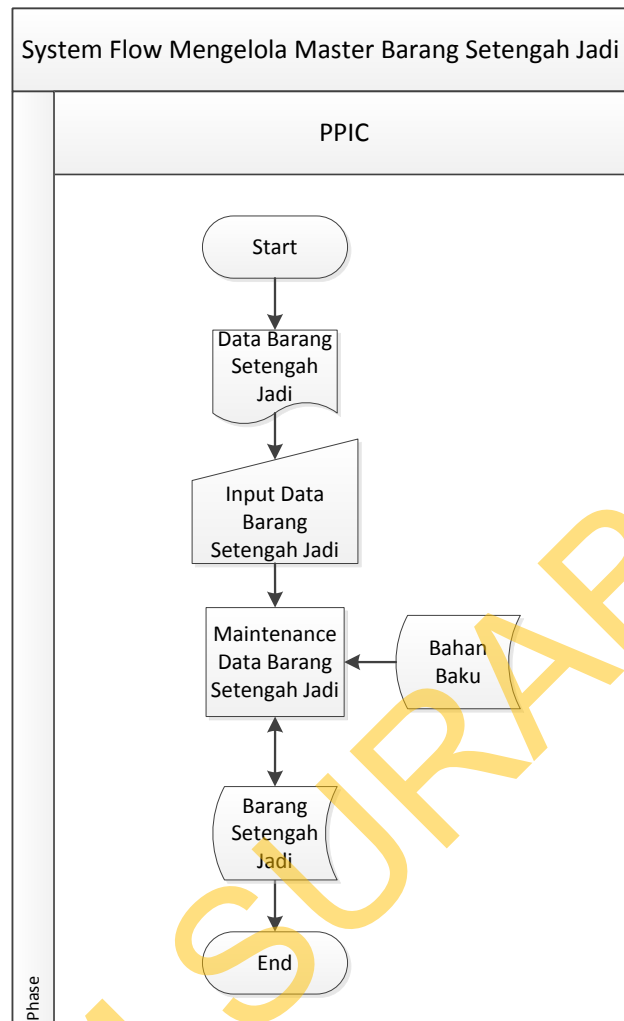 System Flow Mengelola Master Barang Setengah Jadi
PPIC
Start
Data Barang
Setengah
Jadi
Input Data
Barang
Setengah Jadi
Maintenance
Data Barang
Setengah Jadi
Bahan
Baku
Barang
Setengah
Jadi
End
Phase